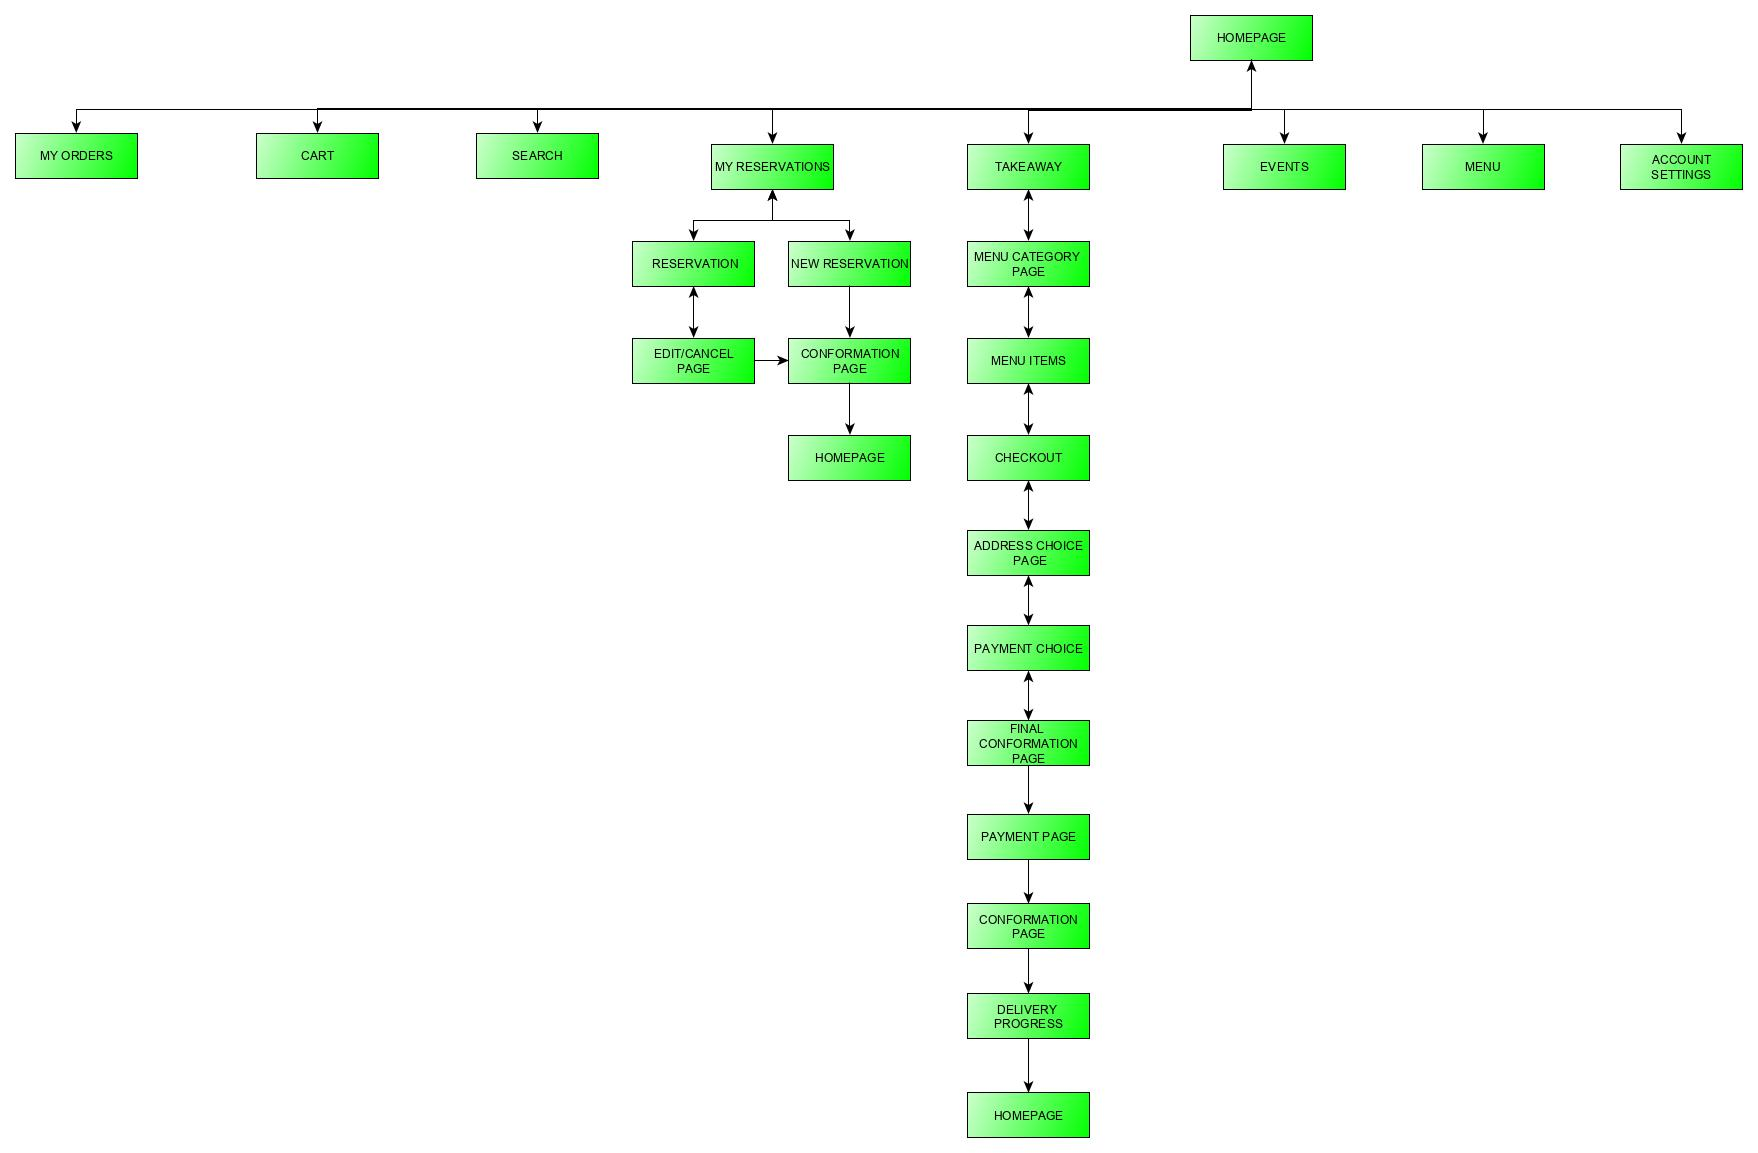 HOMEPAGE
MY ORDERS
CART
SEARCH
MY RESERVATIONS
TAKEAWAY
EVENTS
MENU
ACCOUNT
SETTINGS
RESERVATION
NEW RESERVATION
MENU CATEGORY
PAGE
EDIT/CANCEL
PAGE
CONFORMATION
PAGE
MENU ITEMS
HOMEPAGE
CHECKOUT
ADDRESS CHOICE
PAGE
PAYMENT CHOICE
FINAL
CONFORMATION
PAGE
PAYMENT PAGE
CONFORMATION
PAGE
DELIVERY
PROGRESS
HOMEPAGE